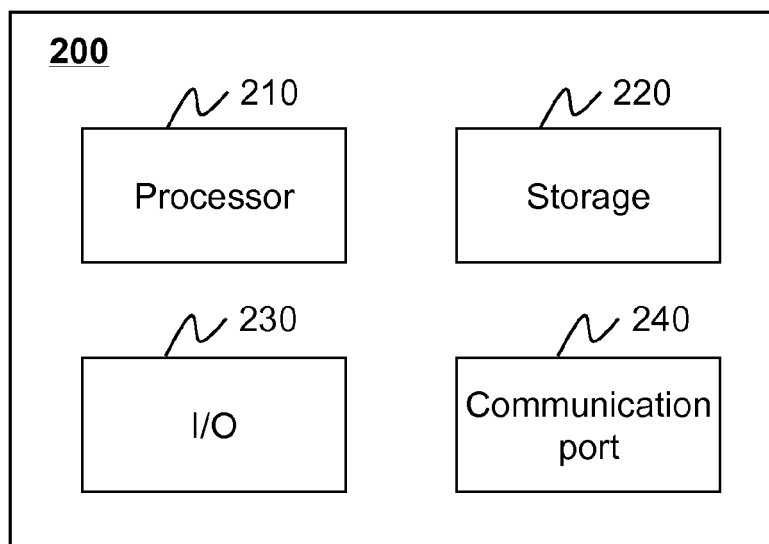 200
210
220
Processor
Storage
230
240
I/O
Communication
port